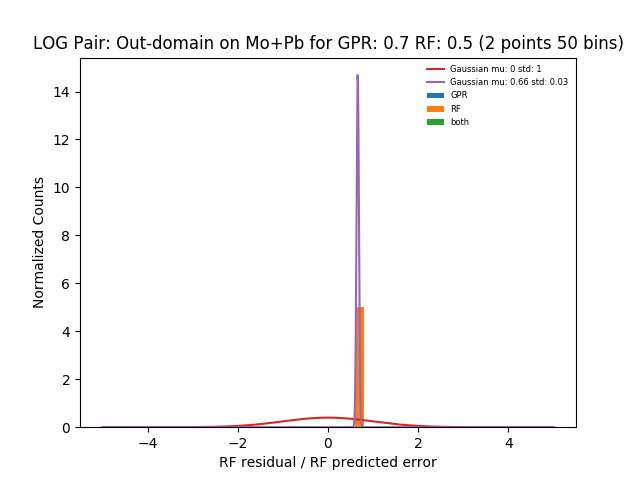 LOG Pair: Out-domain on Mo+Pb for GPR: 0.7 RF: 0.5 (2 points 50 bins)
Gaussian mu: 0 std: 1
Gaussian mu: 0.66 std: 0.03
GPR
RF
both
Normalized Counts
14
12
10
8
6
4
2
0
−4
−2
0
2
4
RF residual / RF predicted error